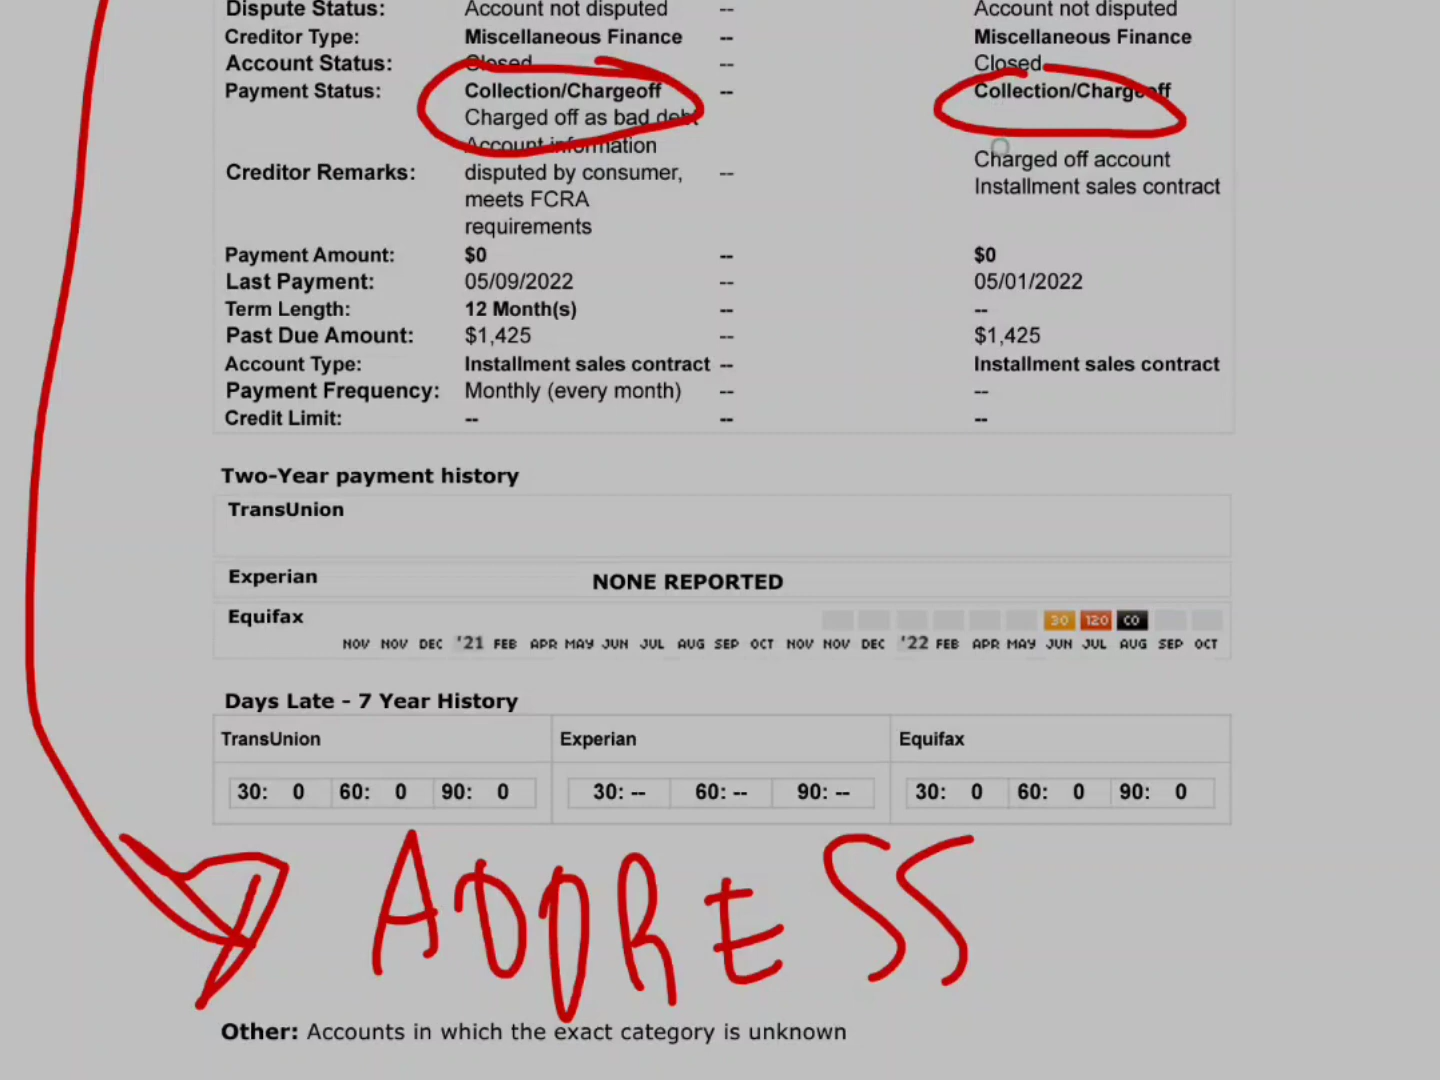 Dispute Status: Account not disputed -- Account not disputed
Creditor Type: Miscellaneous Finance -- Miscellaneous Finance
Account Status: Closed -- Closed
Payment Status: Collection/Chargeoff -- Collection/Chargeoff
Charged off as bad debt
Account information
Charged off account
Creditor Remarks: disputed by consumer, -- Installment sales contract
meets FCRA
requirements
Payment Amount: $0 -- $0
Last Payment: 05/09/2022 -- 05/01/2022
Term Length: 12 Month(s) -- --
Past Due Amount: $1,425 -- $1,425
Account Type: Installment sales contract -- Installment sales contract
Payment Frequency: Monthly (every month) -- --
Credit Limit: -- -- --
Two-Year payment history
TransUnion
Experian NONE REPORTED
Equifax 30 120 CO
NOV NOV DEC '21 FEB APR MAY JUN JUL AUG SEP OCT NOV NOV DEC '22 FEB APR MAY JUN JUL AUG SEP OCT
Days Late - 7 Year History
TransUnion Experian Equifax
30: 0 60: 0 90: 0 30: -- 60: -- 90: -- 30: 0 60: 0 90: 0
ADDRESS
Other: Accounts in which the exact category is unknown